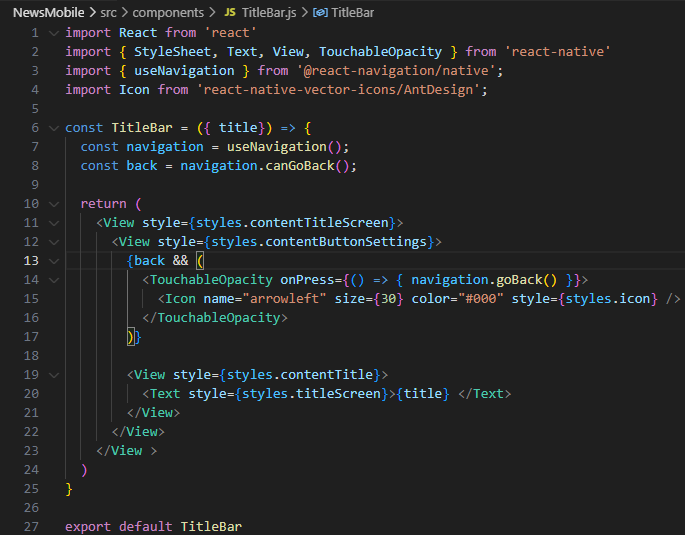 NewsMobile > src > components > JS TitleBar.js > TitleBar
1 import React from 'react'
2 import { StyleSheet, Text, View, TouchableOpacity } from 'react-native'
3 import { useNavigation } from '@react-navigation/native';
4 import Icon from 'react-native-vector-icons/AntDesign';
5
6 const TitleBar = ({ title}) => {
7   const navigation = useNavigation();
8   const back = navigation.canGoBack();
9
10   return (
11     <View style={styles.contentTitleScreen}>
12       <View style={styles.contentButtonSettings}>
13         {back && (
14           <TouchableOpacity onPress={() => { navigation.goBack() }}>
15             <Icon name="arrowleft" size={30} color="#000" style={styles.icon} />
16           </TouchableOpacity>
17         )}
18
19         <View style={styles.contentTitle}>
20           <Text style={styles.titleScreen}>{title} </Text>
21         </View>
22       </View>
23     </View >
24   )
25 }
26
27 export default TitleBar